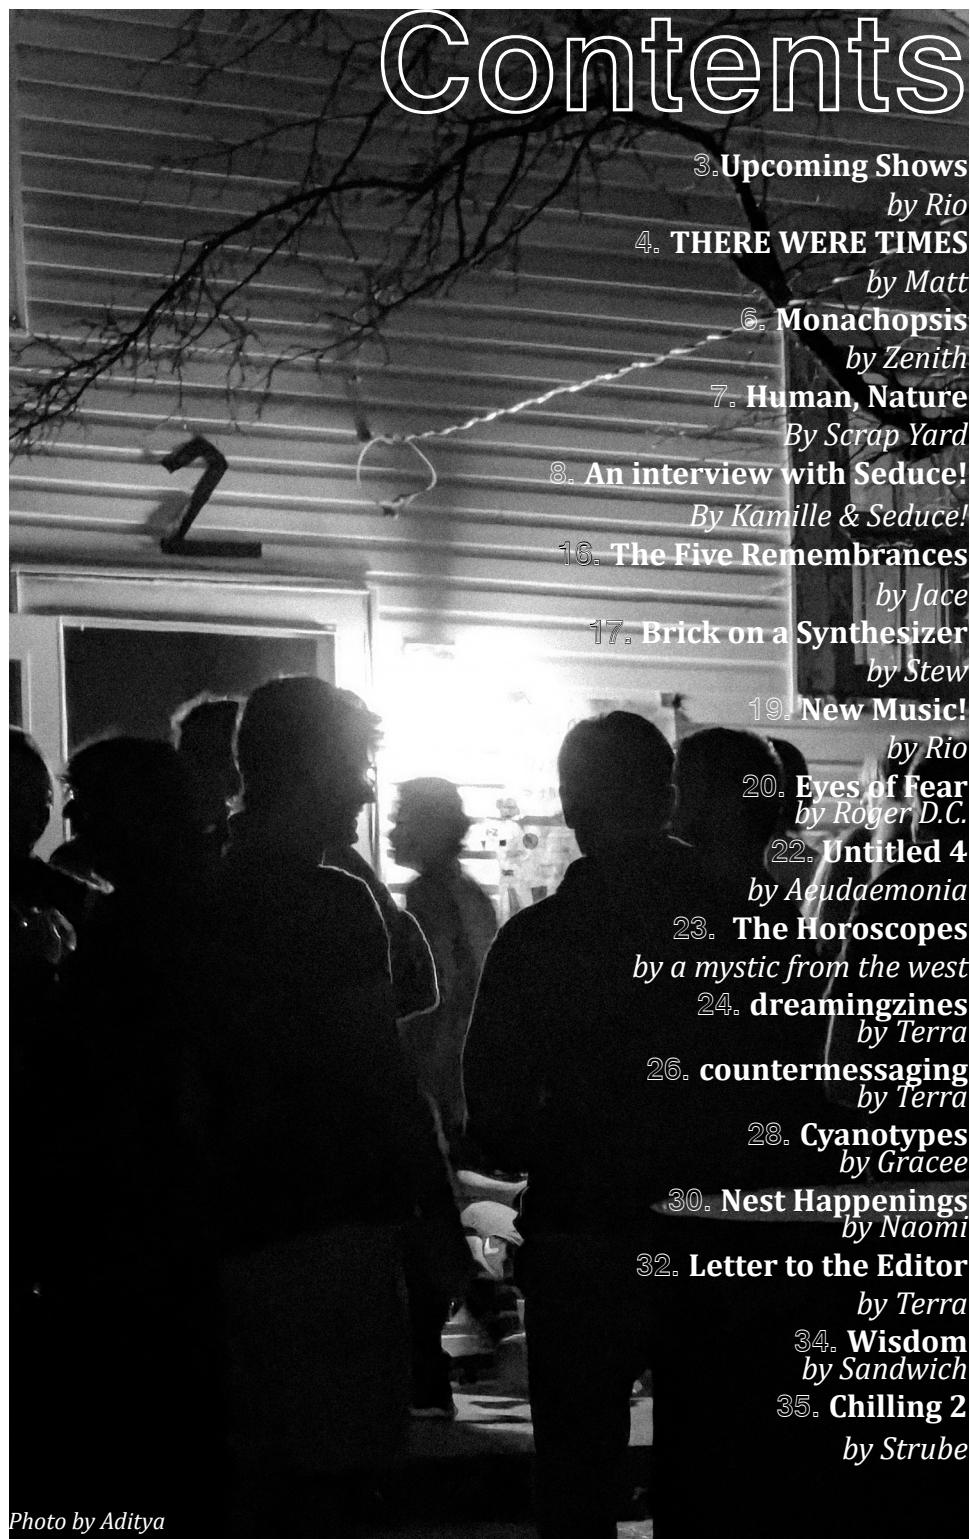 Contents
3.Upcoming Shows
by Rio
4. THERE WERE TIMES
by Matt
6. Monachopsis
by Zenith
7. Human, Nature
By Scrap Yard
8. An interview with Seduce!
By Kamille & Seduce!
16. The Five Remembrances
by Jace
17. Brick on a Synthesizer
by Stew
19. New Music!
by Rio
20. Eyes of Fear
by Roger D.C.
22. Untitled 4
by Aeudaemonia
23. The Horoscopes
by a mystic from the west
24. dreamingzines
by Terra
26. countermessaging
by Terra
28. Cyanotypes
by Gracee
30. Nest Happenings
by Naomi
32. Letter to the Editor
by Terra
34. Wisdom
by Sandwich
35. Chilling 2
by Strube
2
Photo by Aditya